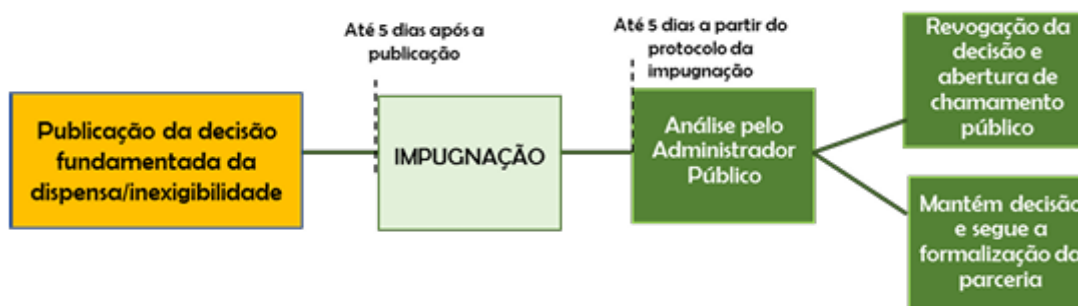 Publicação da decisão
fundamentada da
dispensa/inexigibilidade
Até 5 dias após a
publicação
IMPUGNAÇÃO
Até 5 dias a partir do
protocolo da
impugnação
Análise pelo
Administrador
Público
Revogação da
decisão e
abertura de
chamamento
público
Mantém decisão
e segue a
formalização da
parceria